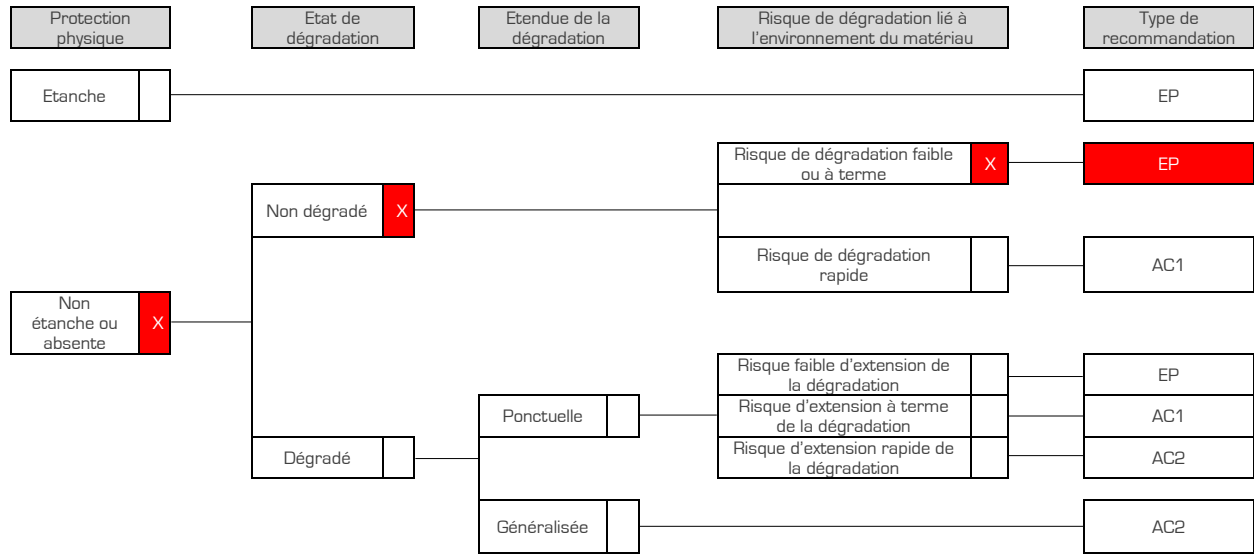 Protection
physique
Etat de
dégradation
Etendue de la
dégradation
Risque de dégradation lié à
l'environnement du matériau
Type de
recommandation
Etanche
EP
Risque de dégradation faible
ou à terme
X
EP
Non dégradé
X
Risque de dégradation
rapide
AC1
Non
étanche ou
absente
X
Risque faible d'extension de
la dégradation
EP
Ponctuelle
Risque d'extension à terme
de la dégradation
AC1
Dégradé
Risque d'extension rapide de
la dégradation
AC2
Généralisée
AC2